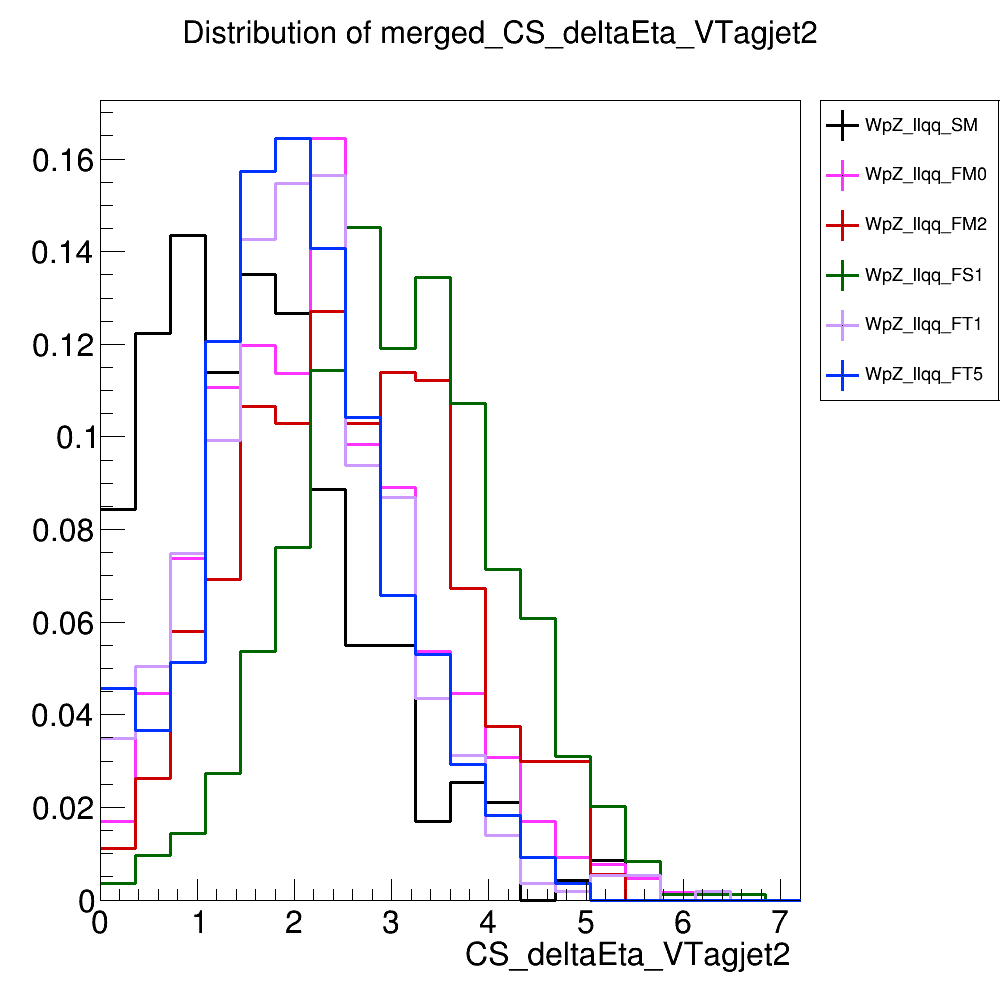 Distribution of merged_CS_deltaEta_VTagjet2
WpZ_llqq_SM
WpZ_llqq_FM0
WpZ_llqq_FM2
WpZ_llqq_FS1
WpZ_llqq_FT1
WpZ_llqq_FT5
0.16
0.14
0.12
0.1
0.08
0.06
0.04
0.02
0
0 1 2 3 4 5 6 7
CS_deltaEta_VTagjet2